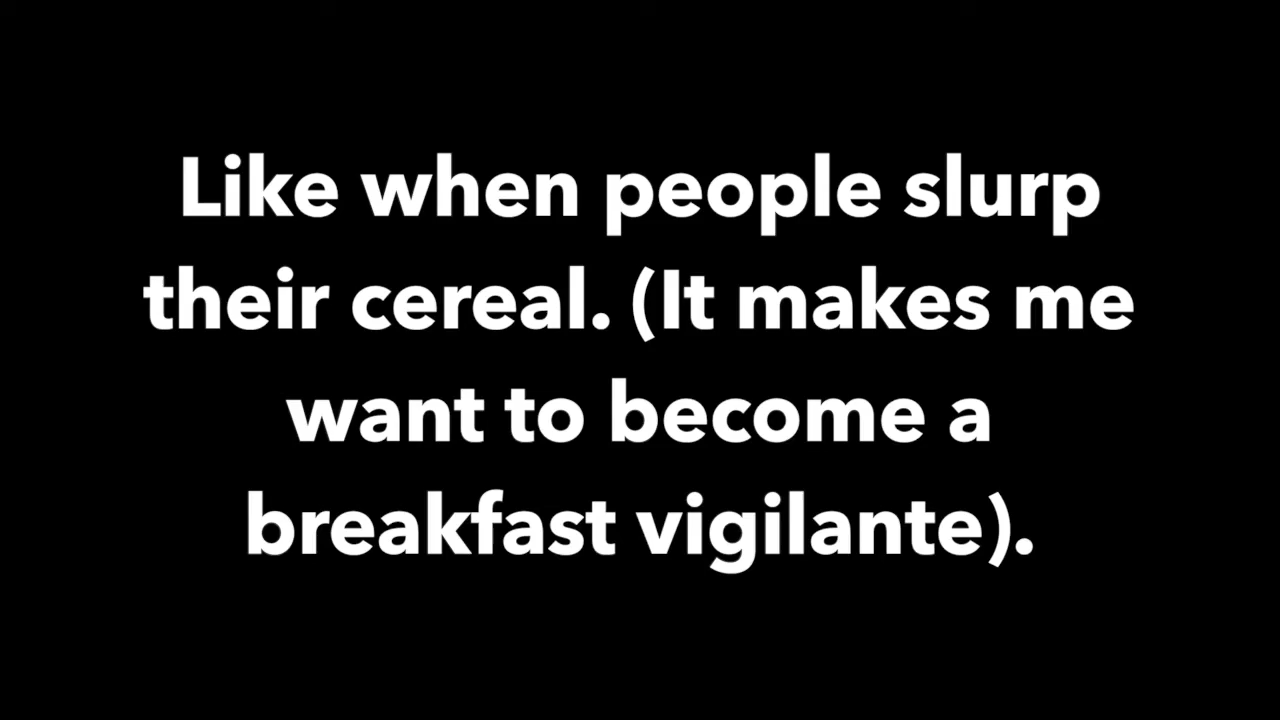 Like when people slurp
their cereal. (It makes me
want to become a
breakfast vigilante).